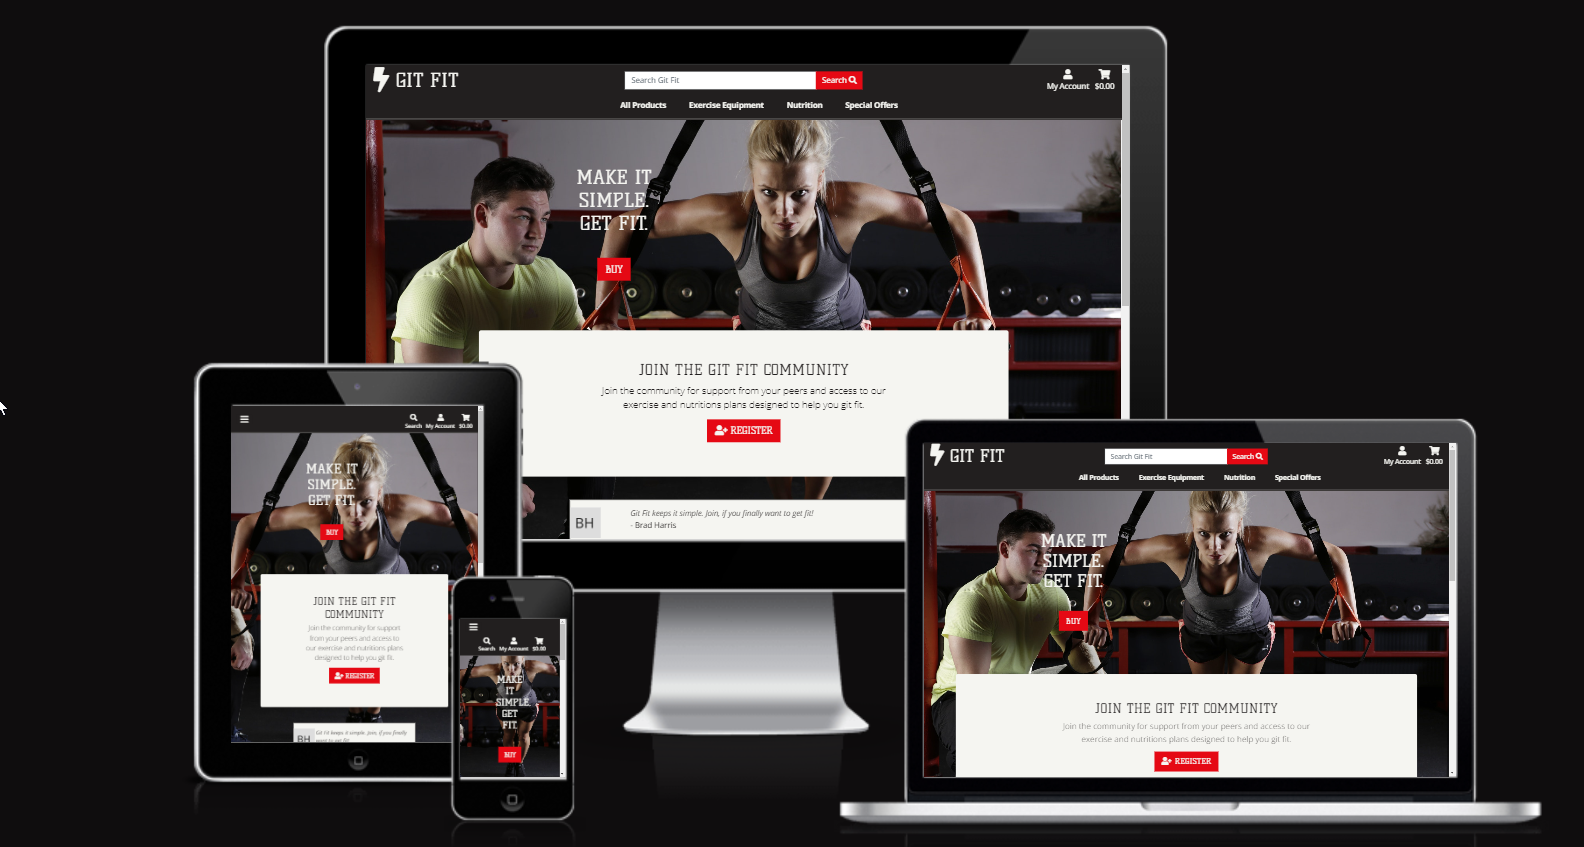 GIT FIT
Search Git Fit
Search
My Account $0.00
All Products Exercise Equipment Nutrition Special Offers
MAKE IT
SIMPLE.
GET FIT.
BUY
JOIN THE GIT FIT COMMUNITY
Join the community for support from your peers and access to our
exercise and nutritions plans designed to help you git fit.
REGISTER
BH
Git Fit keeps it simple. Join, if you finally want to get fit!
- Brad Harris
Search My Account $0.00
MAKE IT
SIMPLE.
GET FIT.
BUY
JOIN THE GIT FIT
COMMUNITY
Join the community for support
from your peers and access to
our exercise and nutritions plans
designed to help you git fit.
REGISTER
BH
Git Fit keeps it simple. Join, if you finally
want to get fit!
Search My Account $0.00
MAKE
IT
SIMPLE.
GET
FIT.
BUY
GIT FIT
Search Git Fit
Search
My Account $0.00
All Products Exercise Equipment Nutrition Special Offers
MAKE IT
SIMPLE.
GET FIT.
BUY
JOIN THE GIT FIT COMMUNITY
Join the community for support from your peers and access to our
exercise and nutritions plans designed to help you git fit.
REGISTER